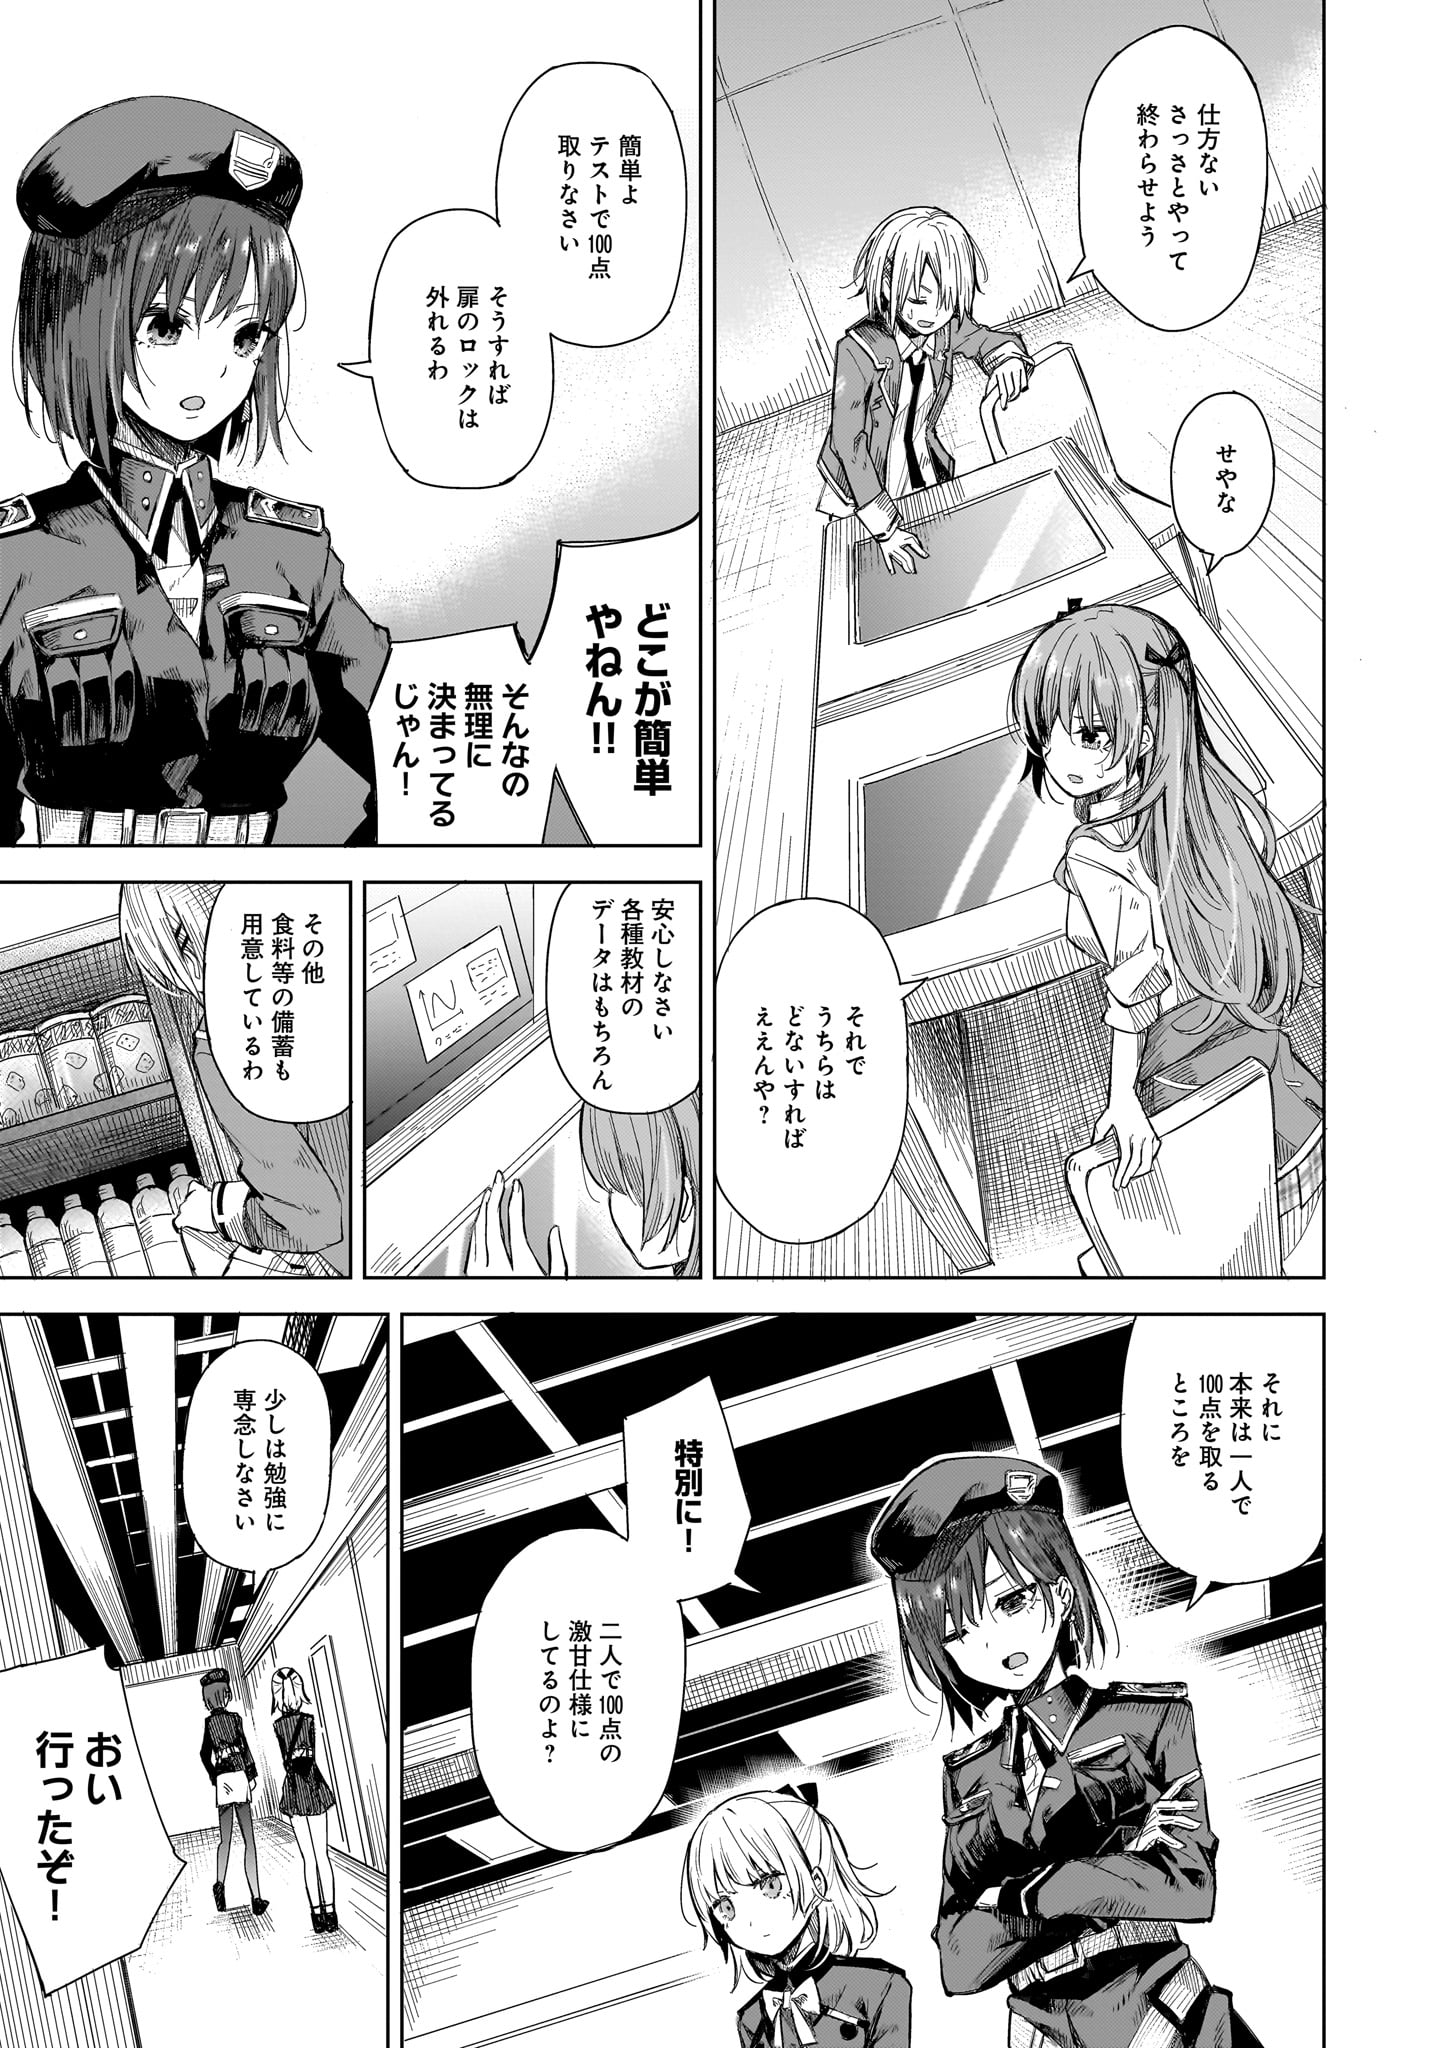 仕方ない
さっさとやって
終わらせよう
せやな
それで
うちらは
どないすれば
ええんや？
簡単よ
テストで100点
取りなさい
そうすれば
扉のロックは
外れるわ
どこが簡単
やねん!!
そんなの
無理に
決まってる
じゃん！
安心しなさい
各種教材の
データはもちろん
その他
食料等の備蓄も
用意しているわ
それに
本来は一人で
100点を取る
ところを
特別に！
二人で100点の
激甘仕様に
してるのよ？
少しは勉強に
専念しなさい
おい
行ったぞ！